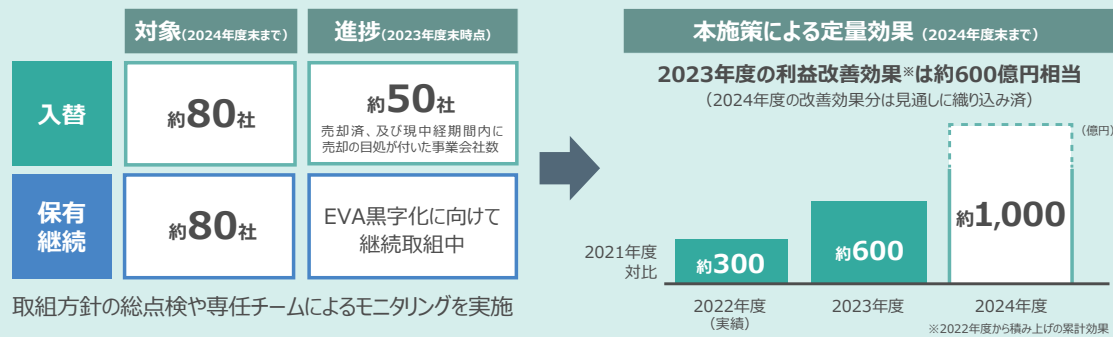 対象(2024年度末まで)
進捗(2023年度末時点)
入替
約80社
約50社
売却済、及び現中経期間内に
売却の目処が付いた事業会社数
保有
継続
約80社
EVA黒字化に向けて
継続取組中
取組方針の総点検や専任チームによるモニタリングを実施
本施策による定量効果 (2024年度末まで)
2023年度の利益改善効果※は約600億円相当
(2024年度の改善効果分は見通しに織り込み済)
(億円)
2021年度
対比
約300
約600
約1,000
2022年度
(実績)
2023年度
2024年度
※2022年度から積み上げの累計効果